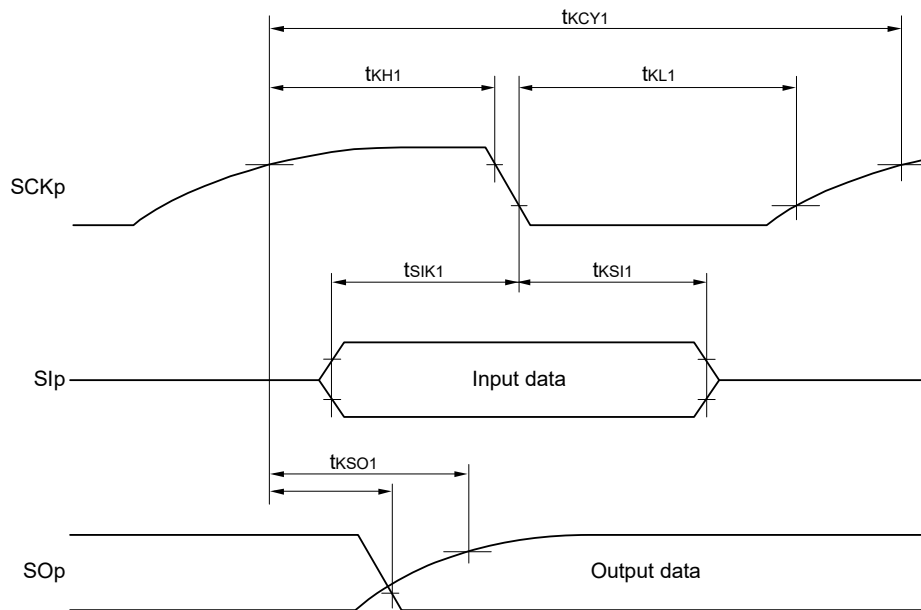 tKCY1
tKH1
tKL1
SCKp
tSIK1
tKSI1
SIp
Input data
tKSO1
SOp
Output data